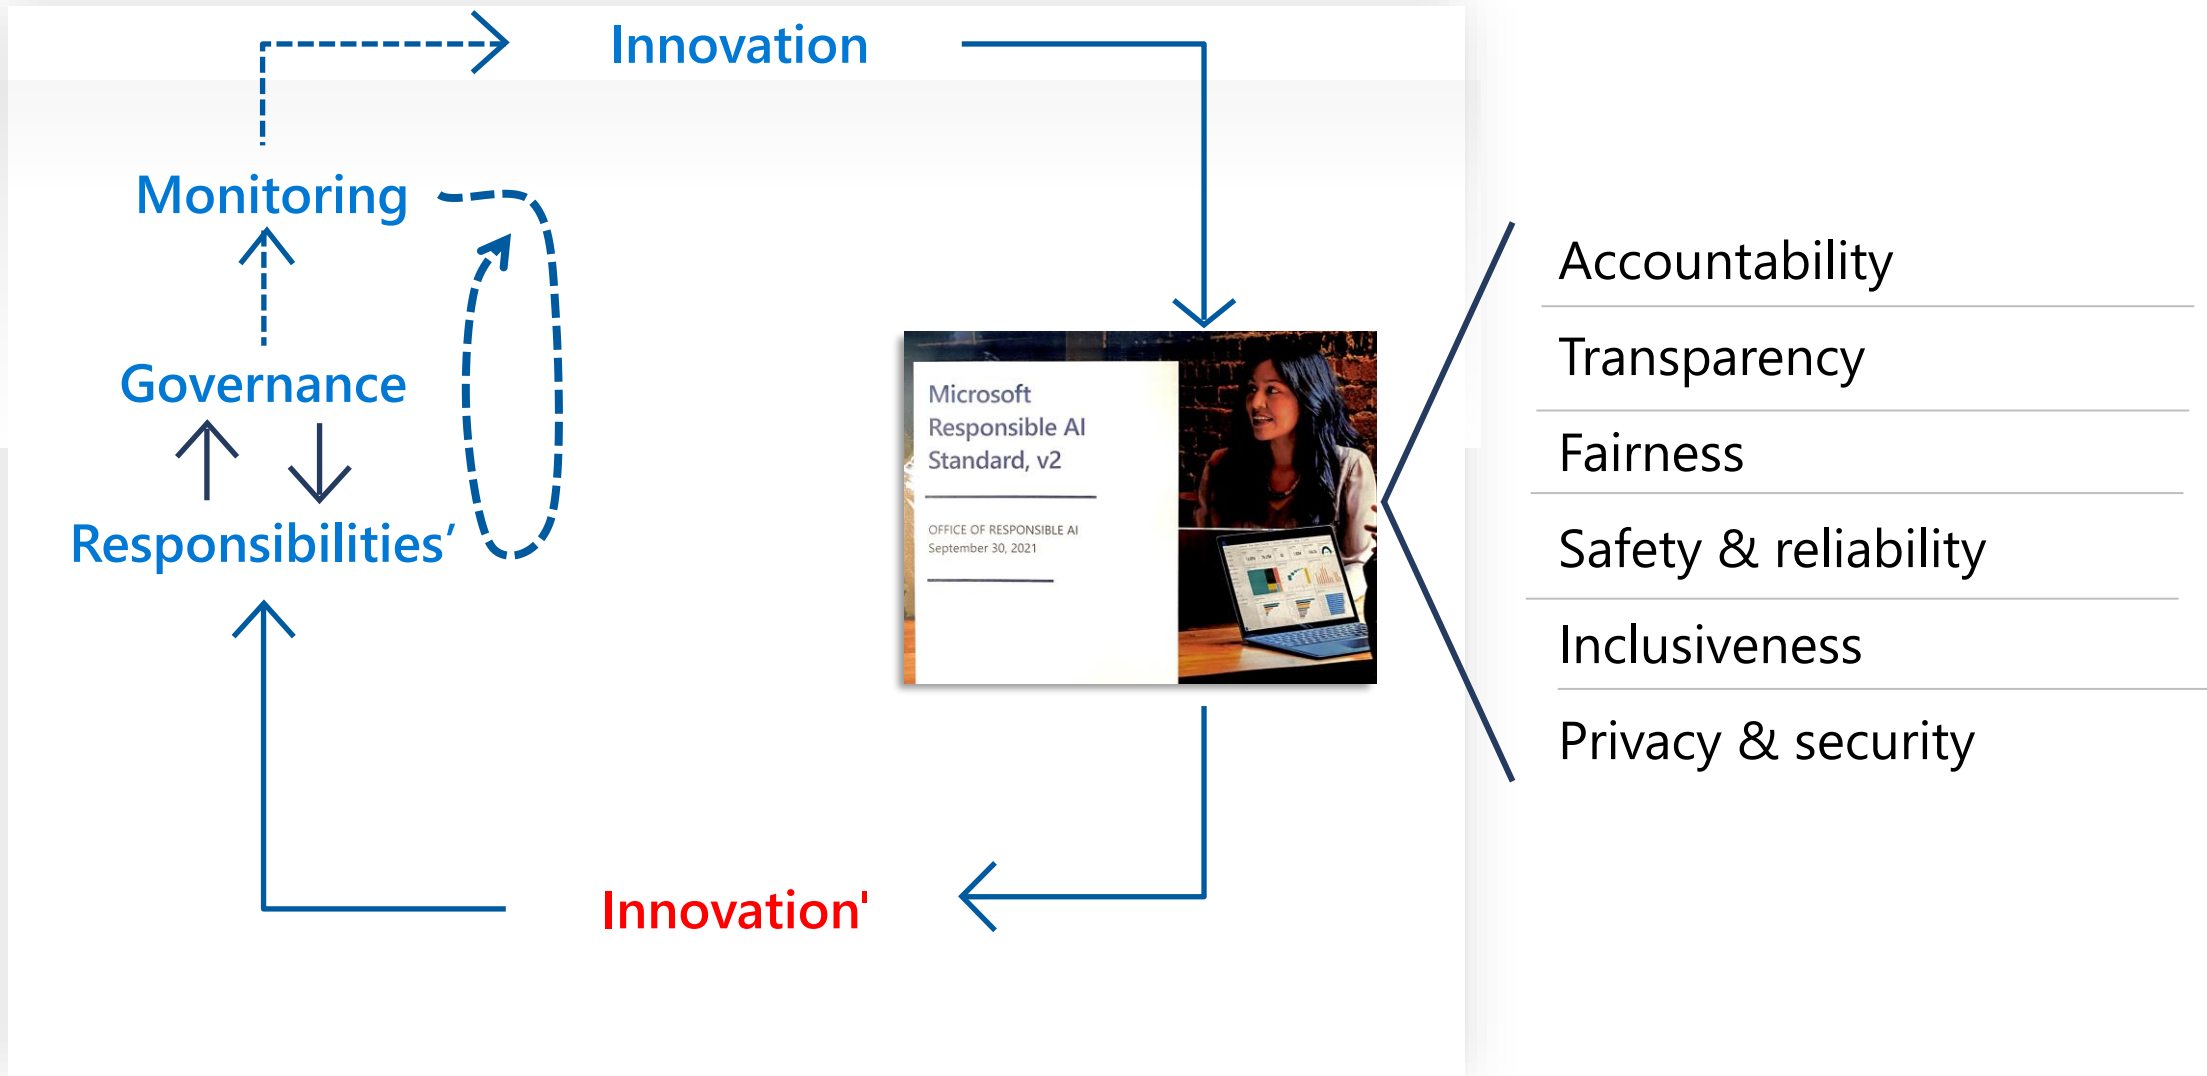 Innovation
Monitoring
Governance
Responsibilities’
Innovation'
Microsoft
Responsible AI
Standard, v2
OFFICE OF RESPONSIBLE AI
September 30, 2021
Accountability
Transparency
Fairness
Safety & reliability
Inclusiveness
Privacy & security